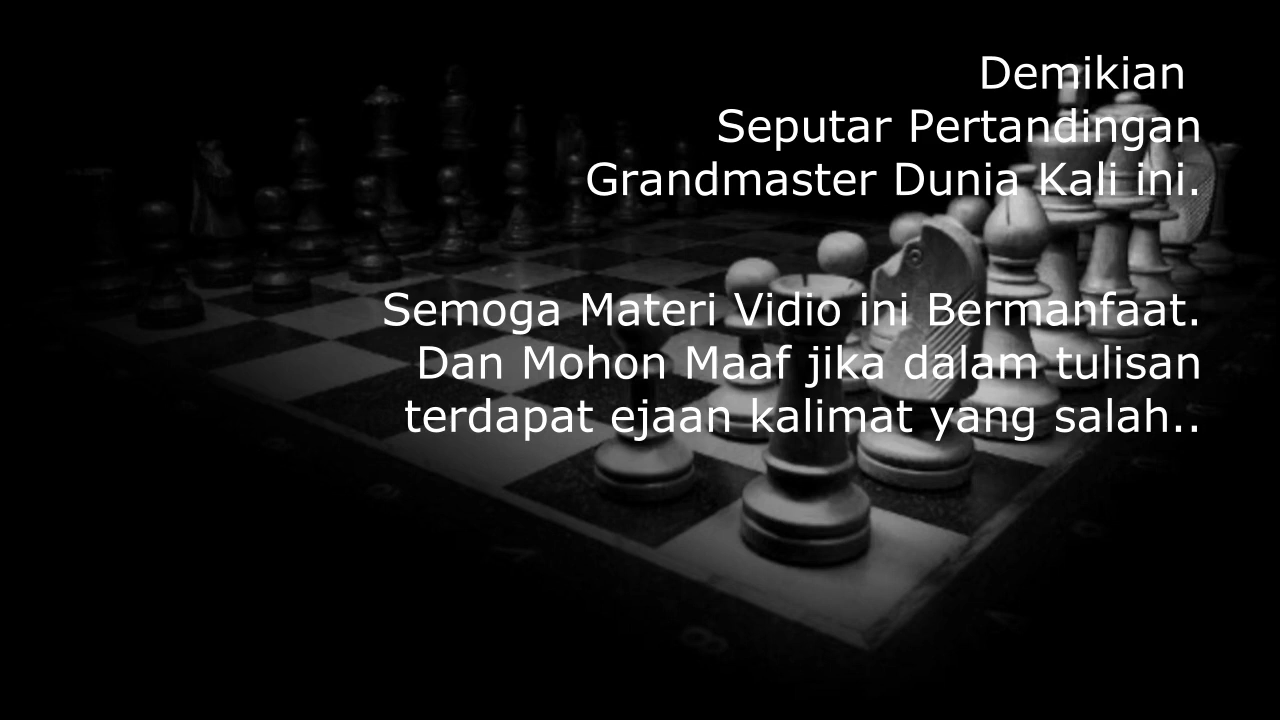 Demikian
Seputar Pertandingan
Grandmaster Dunia Kali ini.
Semoga Materi Vidio ini Bermanfaat.
Dan Mohon Maaf jika dalam tulisan
terdapat ejaan kalimat yang salah..